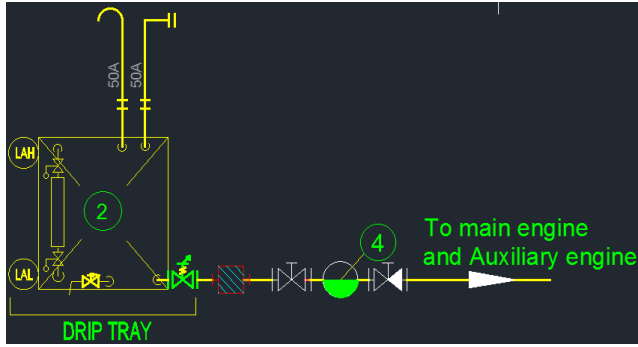 50A
50A
LAH
2
4
To main engine
and Auxiliary engine
LAL
DRIP TRAY